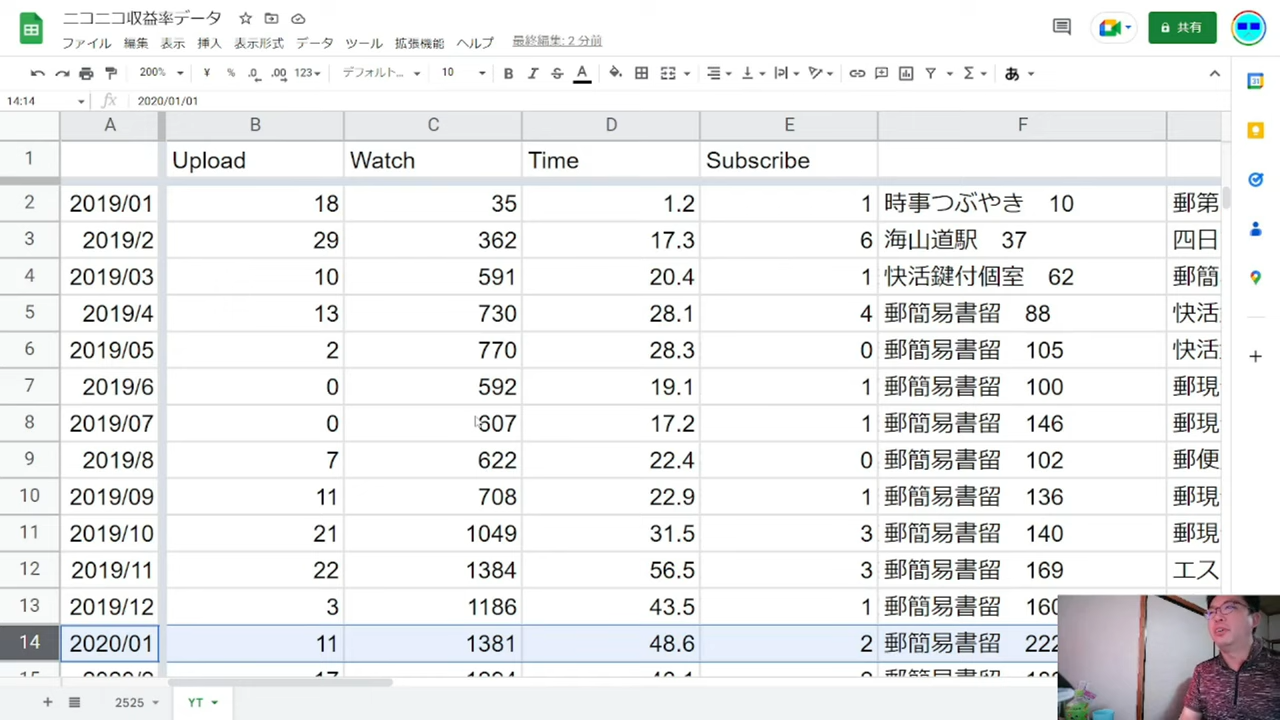 ニコニコ収益率データ
ファイル 編集 表示 挿入 表示形式 データ ツール 拡張機能 ヘルプ 最終編集: 2 分前
共有
200% ¥ % .0 .00 123 デフォルト... 10 B I S A あ
14:14 fx 2020/01/01
A B C D E F
1 Upload Watch Time Subscribe
2 2019/01 18 35 1.2 1 時事つぶやき 10 郵第
3 2019/2 29 362 17.3 6 海山道駅 37 四日
4 2019/03 10 591 20.4 1 快活鍵付個室 62 郵簡
5 2019/4 13 730 28.1 4 郵簡易書留 88 快活
6 2019/05 2 770 28.3 0 郵簡易書留 105 快活
7 2019/6 0 592 19.1 1 郵簡易書留 100 郵現
8 2019/07 0 607 17.2 1 郵簡易書留 146 郵現
9 2019/8 7 622 22.4 0 郵簡易書留 102 郵便
10 2019/09 11 708 22.9 1 郵簡易書留 136 郵現
11 2019/10 21 1049 31.5 3 郵簡易書留 140 郵現
12 2019/11 22 1384 56.5 3 郵簡易書留 169 エス
13 2019/12 3 1186 43.5 1 郵簡易書留 160
14 2020/01 11 1381 48.6 2 郵簡易書留 222
2525 YT